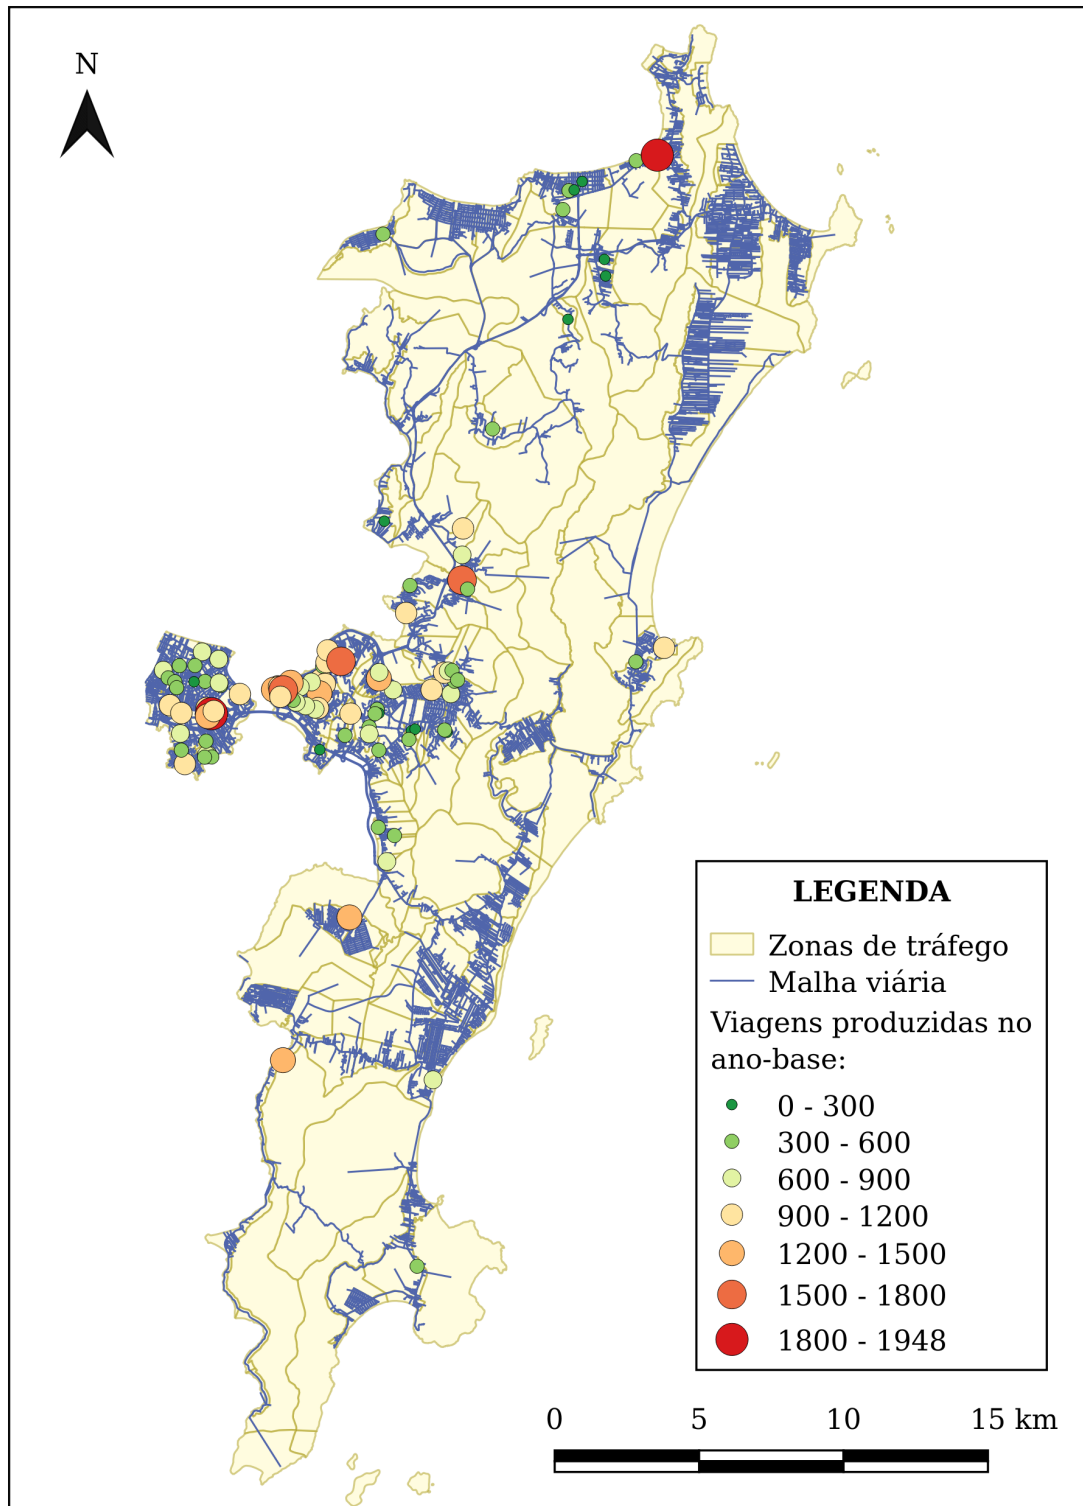 N
LEGENDA
Zonas de tráfego
Malha viária
Viagens produzidas no
ano-base:
0 - 300
300 - 600
600 - 900
900 - 1200
1200 - 1500
1500 - 1800
1800 - 1948
0 5 10 15 km